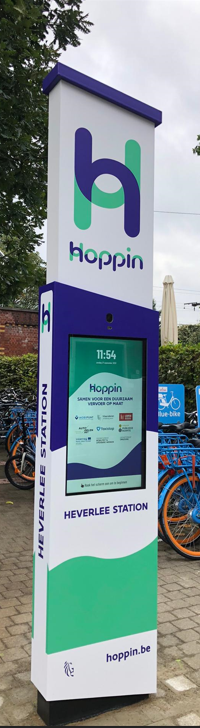 Hoppin
11:54
Hoppin
SAMEN VOOR EEN DUURZAAM
VERVOER OP MAAT
HEVERLEE STATION
HEVERLEE STATION
hoppin.be
blue-bike